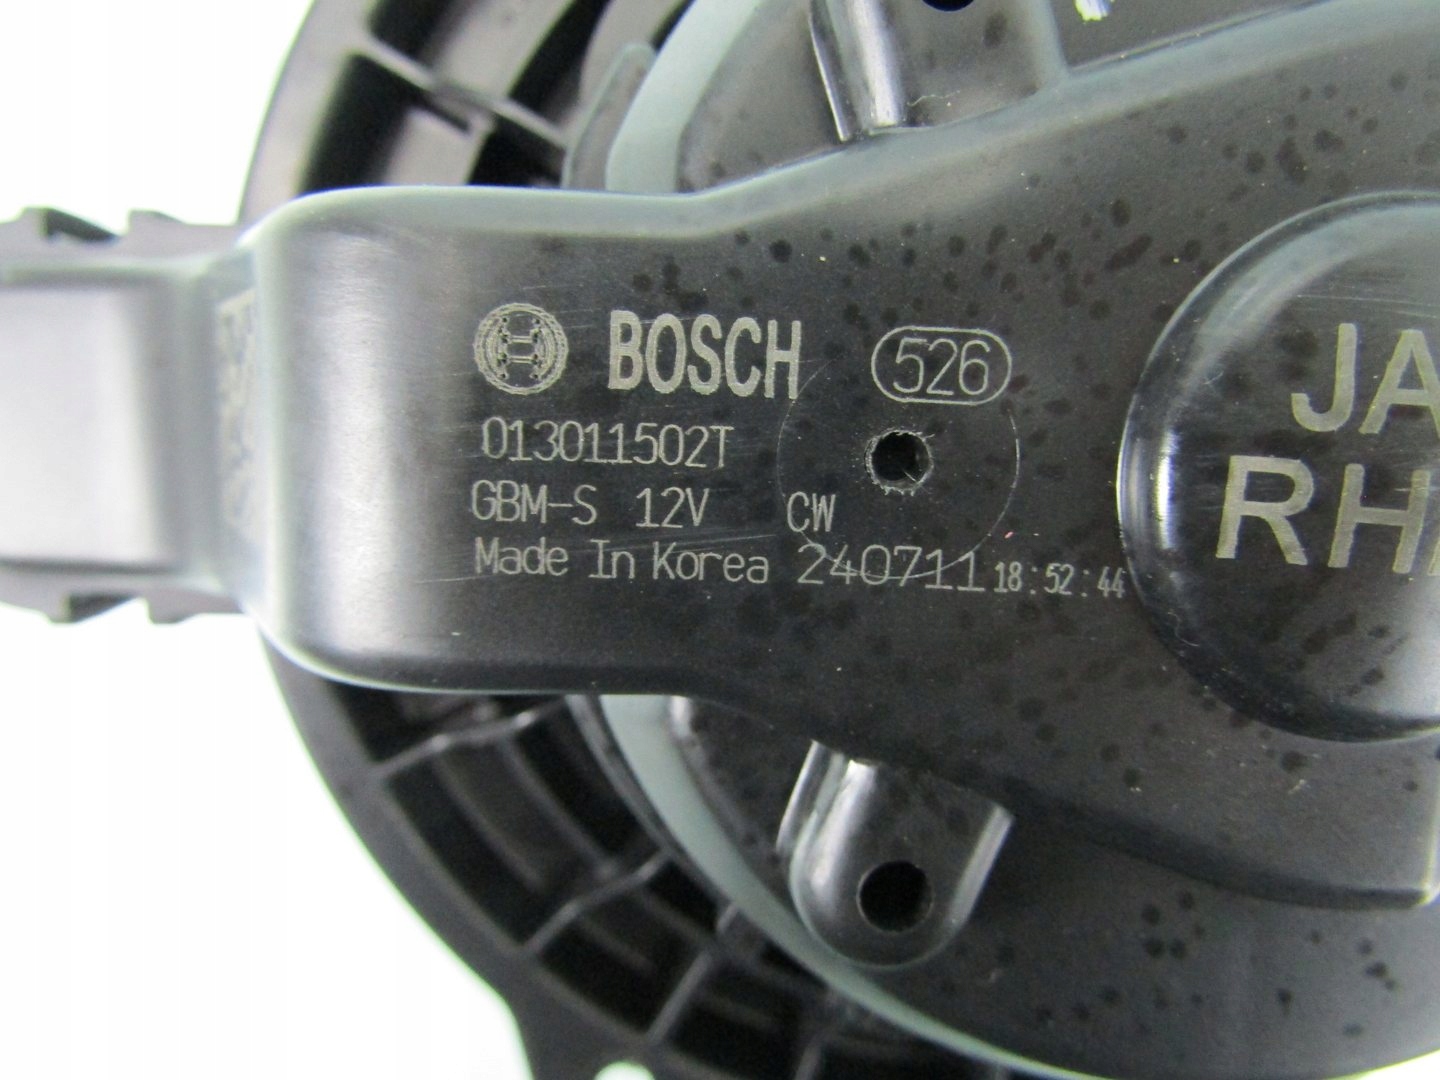 BOSCH 526
013011502T
GBM-S 12V CW
Made In Korea 240711 18:52:44
JA
RH